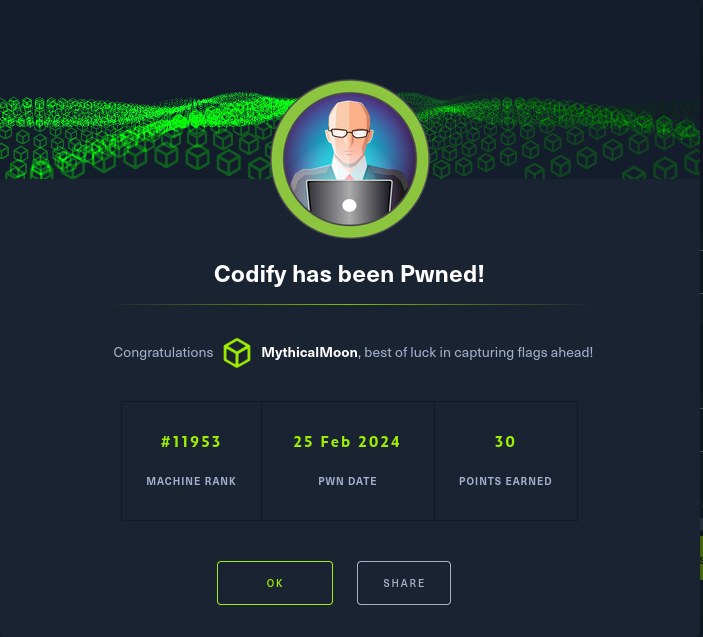 Codify has been Pwned!
Congratulations MythicalMoon, best of luck in capturing flags ahead!
#11953 25 Feb 2024 30
MACHINE RANK PWN DATE POINTS EARNED
OK SHARE